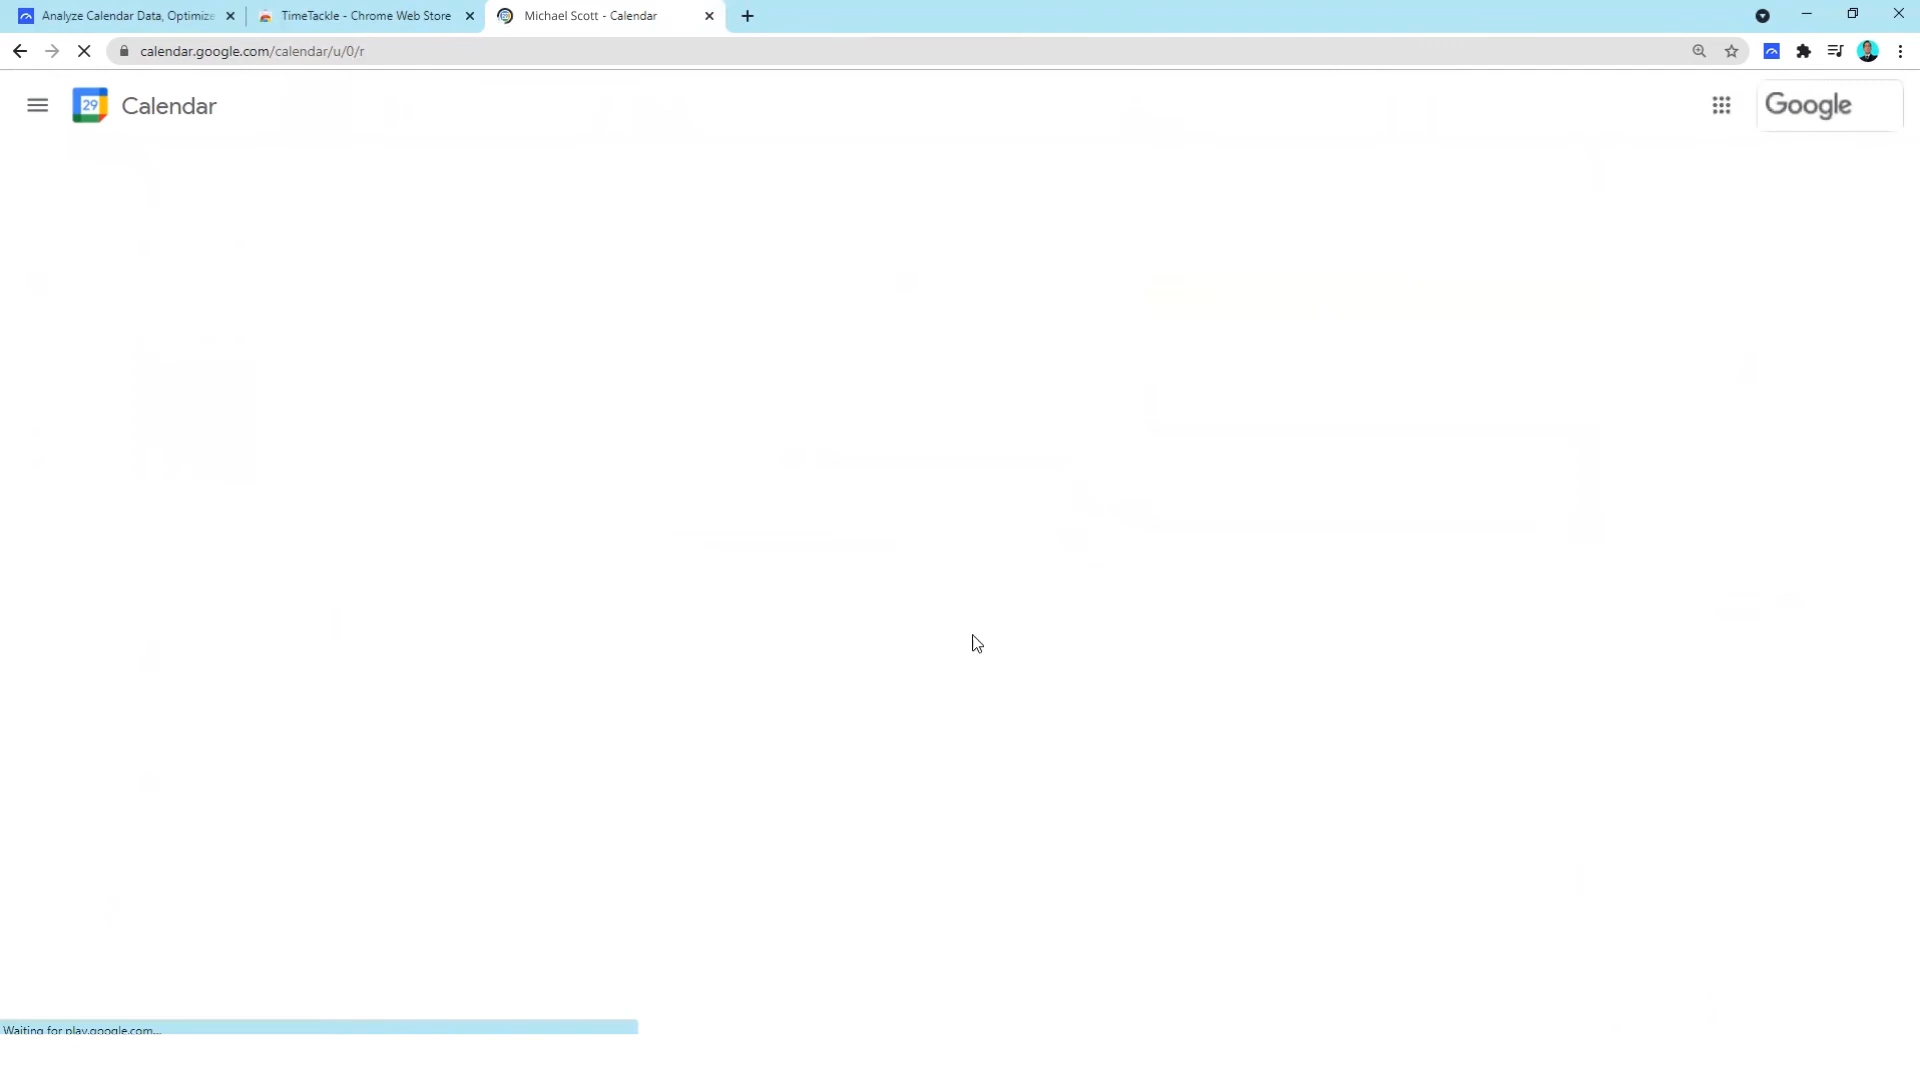 Analyze Calendar Data, Optimize
TimeTackle - Chrome Web Store
Michael Scott - Calendar
calendar.google.com/calendar/u/0/r
29
Calendar
Google
Waiting for play.google.com...